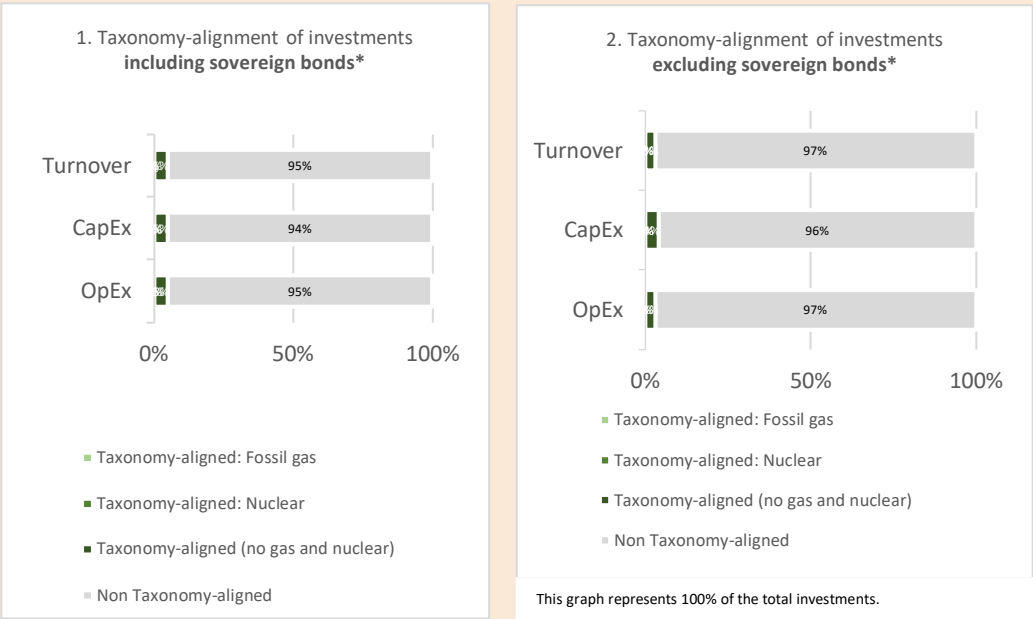 1. Taxonomy-alignment of investments
including sovereign bonds*
Turnover
95%
CapEx
94%
OpEx
95%
0%
50%
100%
Taxonomy-aligned: Fossil gas
Taxonomy-aligned: Nuclear
Taxonomy-aligned (no gas and nuclear)
Non Taxonomy-aligned
2. Taxonomy-alignment of investments
excluding sovereign bonds*
Turnover
97%
CapEx
96%
OpEx
97%
0%
50%
100%
Taxonomy-aligned: Fossil gas
Taxonomy-aligned: Nuclear
Taxonomy-aligned (no gas and nuclear)
Non Taxonomy-aligned
This graph represents 100% of the total investments.